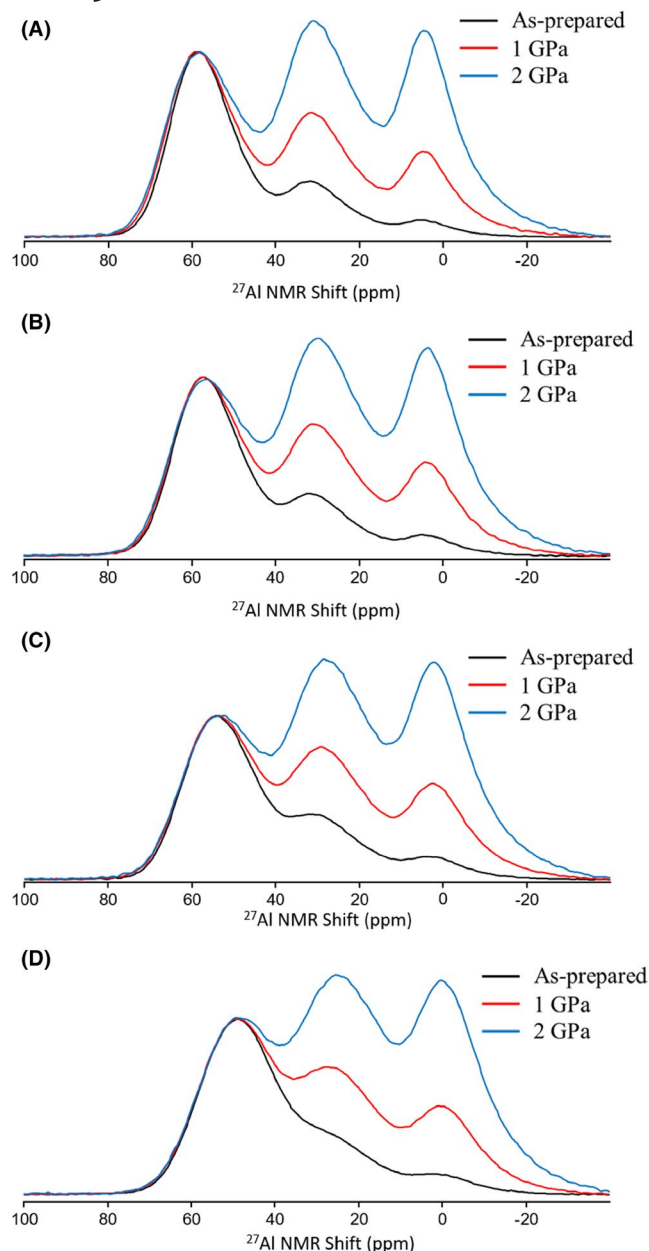 (A)
As-prepared
1 GPa
2 GPa
100 80 60 40 20 0 -20
²⁷Al NMR Shift (ppm)
(B)
As-prepared
1 GPa
2 GPa
100 80 60 40 20 0 -20
²⁷Al NMR Shift (ppm)
(C)
As-prepared
1 GPa
2 GPa
100 80 60 40 20 0 -20
²⁷Al NMR Shift (ppm)
(D)
As-prepared
1 GPa
2 GPa
100 80 60 40 20 0 -20
²⁷Al NMR Shift (ppm)